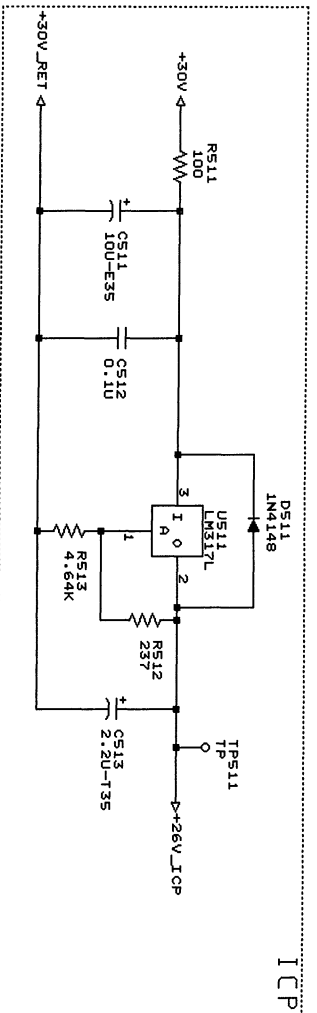 ICP
D511
1N4148
+30V
R511
100
U511
LM317L
3
I
O
A
2
1
TP511
TP
+26V_ICP
C511
+
10U-E35
C512
0.1U
R512
237
R513
4.64K
C513
+
2.2U-T35
+30V_RET